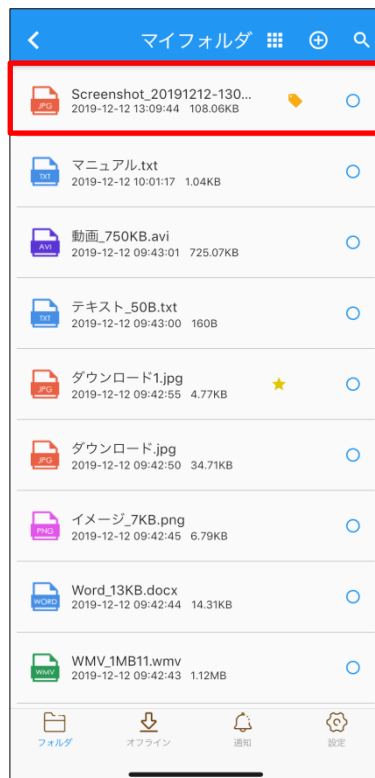 マイフォルダ
JPG
Screenshot_20191212-130...
2019-12-12 13:09:44 108.06KB
TXT
マニュアル.txt
2019-12-12 10:01:17 1.04KB
AVI
動画_750KB.avi
2019-12-12 09:43:01 725.07KB
TXT
テキスト_50B.txt
2019-12-12 09:43:00 160B
JPG
ダウンロード1.jpg
2019-12-12 09:42:55 4.77KB
JPG
ダウンロード.jpg
2019-12-12 09:42:50 34.71KB
PNG
イメージ_7KB.png
2019-12-12 09:42:45 6.79KB
WORD
Word_13KB.docx
2019-12-12 09:42:44 14.31KB
WMV
WMV_1MB11.wmv
2019-12-12 09:42:43 1.12MB
フォルダ オフライン 通知 設定